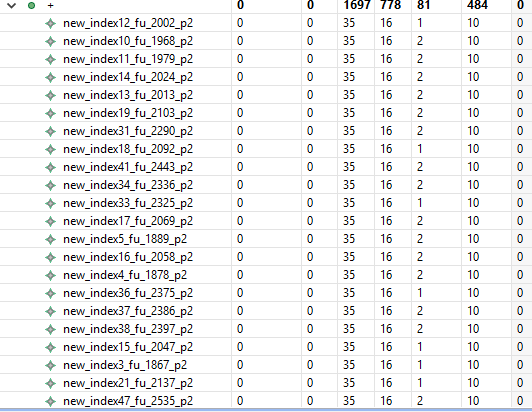 + 0 0 1697 778 81 484 0
new_index12_fu_2002_p2 0 0 35 16 1 10 0
new_index10_fu_1968_p2 0 0 35 16 2 10 0
new_index11_fu_1979_p2 0 0 35 16 2 10 0
new_index14_fu_2024_p2 0 0 35 16 2 10 0
new_index13_fu_2013_p2 0 0 35 16 2 10 0
new_index19_fu_2103_p2 0 0 35 16 2 10 0
new_index31_fu_2290_p2 0 0 35 16 2 10 0
new_index18_fu_2092_p2 0 0 35 16 1 10 0
new_index41_fu_2443_p2 0 0 35 16 2 10 0
new_index34_fu_2336_p2 0 0 35 16 2 10 0
new_index33_fu_2325_p2 0 0 35 16 1 10 0
new_index17_fu_2069_p2 0 0 35 16 2 10 0
new_index5_fu_1889_p2 0 0 35 16 2 10 0
new_index16_fu_2058_p2 0 0 35 16 2 10 0
new_index4_fu_1878_p2 0 0 35 16 2 10 0
new_index36_fu_2375_p2 0 0 35 16 1 10 0
new_index37_fu_2386_p2 0 0 35 16 2 10 0
new_index38_fu_2397_p2 0 0 35 16 2 10 0
new_index15_fu_2047_p2 0 0 35 16 1 10 0
new_index3_fu_1867_p2 0 0 35 16 1 10 0
new_index21_fu_2137_p2 0 0 35 16 1 10 0
new_index47_fu_2535_p2 0 0 35 16 2 10 0